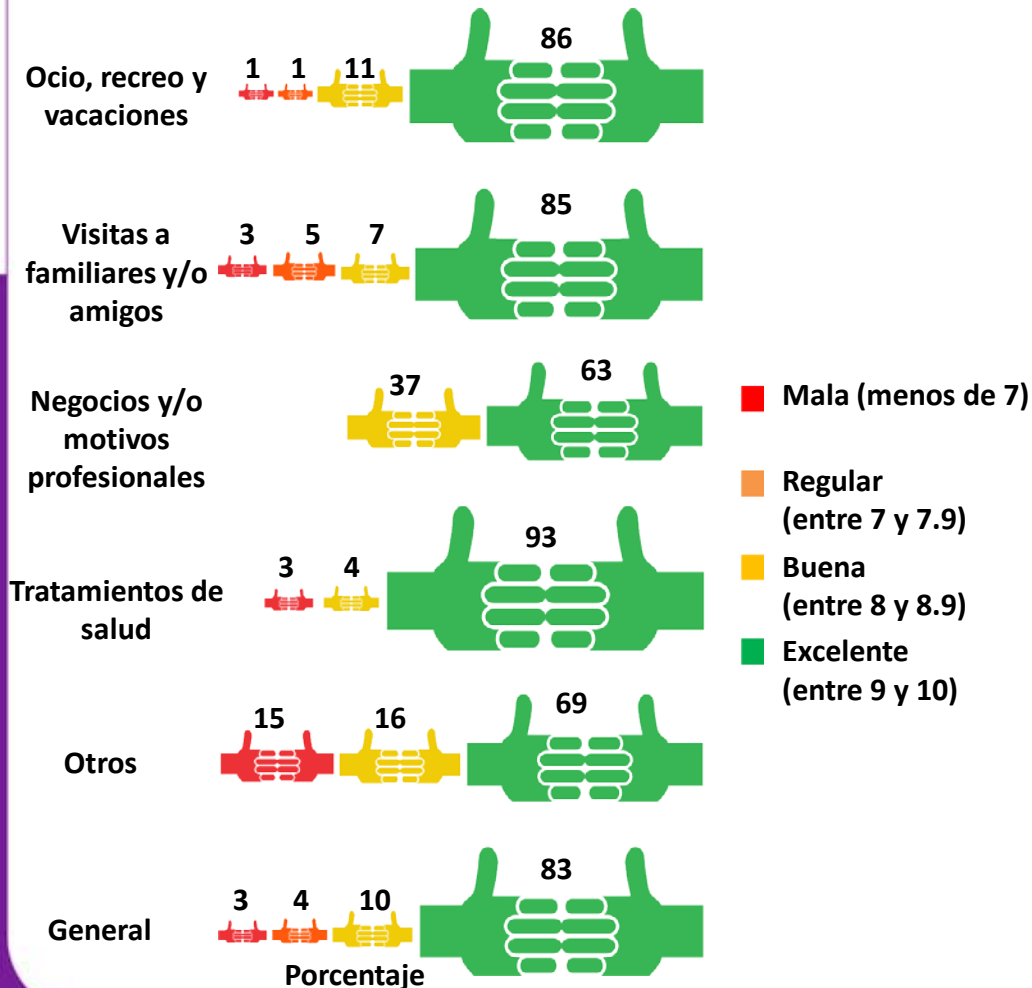 86
1 1 11
Ocio, recreo y
vacaciones
85
3 5 7
Visitas a
familiares y/o
amigos
63
37
Negocios y/o
motivos
profesionales
Mala (menos de 7)
Regular
(entre 7 y 7.9)
Buena
(entre 8 y 8.9)
Excelente
(entre 9 y 10)
93
3 4
Tratamientos de
salud
69
15 16
Otros
83
3 4 10
General
Porcentaje